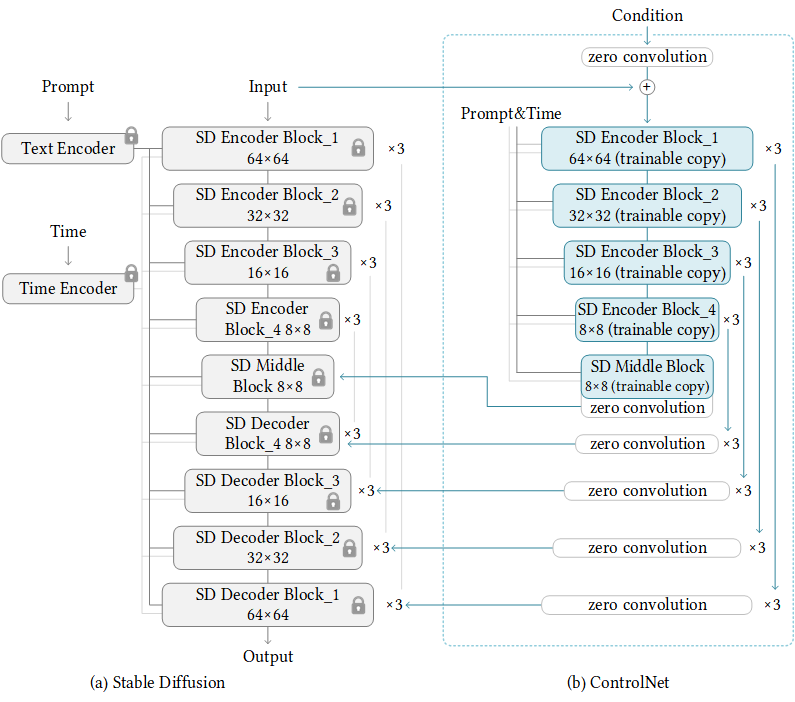 Condition
zero convolution
Prompt
Input
+
Prompt&Time
Text Encoder
SD Encoder Block_1
64×64
×3
SD Encoder Block_1
64×64 (trainable copy)
×3
SD Encoder Block_2
32×32
×3
SD Encoder Block_2
32×32 (trainable copy)
×3
Time
SD Encoder Block_3
16×16
×3
SD Encoder Block_3
16×16 (trainable copy)
×3
Time Encoder
SD Encoder
Block_4 8×8
×3
SD Encoder Block_4
8×8 (trainable copy)
×3
SD Middle
Block 8×8
SD Middle Block
8×8 (trainable copy)
zero convolution
SD Decoder
Block_4 8×8
×3
zero convolution
×3
SD Decoder Block_3
16×16
×3
zero convolution
×3
SD Decoder Block_2
32×32
×3
zero convolution
×3
SD Decoder Block_1
64×64
×3
zero convolution
×3
Output
(a) Stable Diffusion
(b) ControlNet